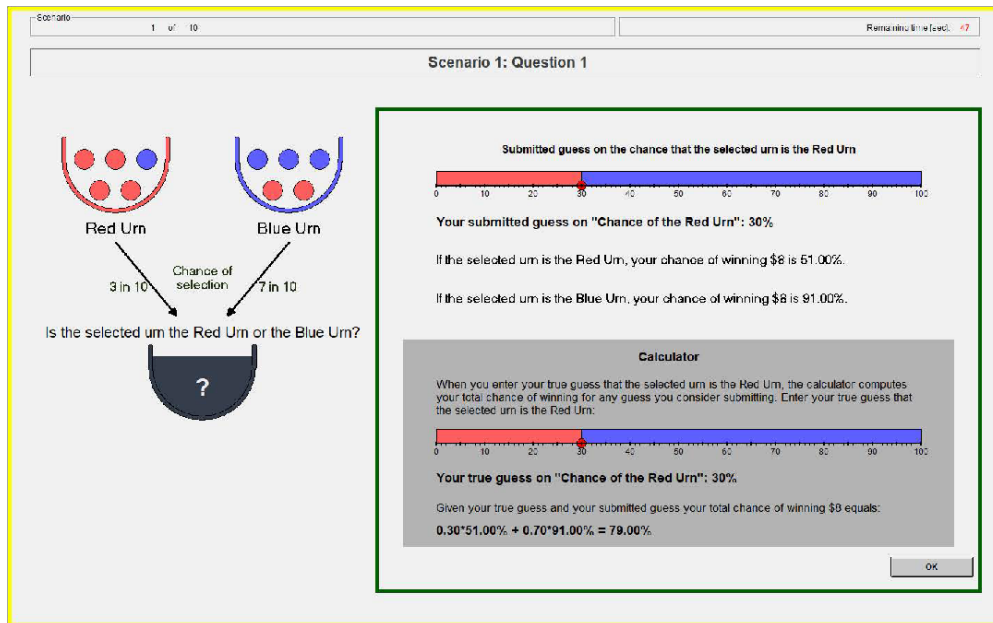 Scenario
1 of 10
Remaining time [sec]: 47
Scenario 1: Question 1
Red Urn
Blue Urn
Chance of
selection
3 in 10
7 in 10
Is the selected urn the Red Urn or the Blue Urn?
?
Submitted guess on the chance that the selected urn is the Red Urn
0 10 20 30 40 50 60 70 80 90 100
Your submitted guess on "Chance of the Red Urn": 30%
If the selected urn is the Red Urn, your chance of winning $8 is 51.00%.
If the selected urn is the Blue Urn, your chance of winning $8 is 91.00%.
Calculator
When you enter your true guess that the selected urn is the Red Urn, the calculator computes
your total chance of winning for any guess you consider submitting. Enter your true guess that
the selected urn is the Red Urn:
0 10 20 30 40 50 60 70 80 90 100
Your true guess on "Chance of the Red Urn": 30%
Given your true guess and your submitted guess your total chance of winning $8 equals:
0.30*51.00% + 0.70*91.00% = 79.00%
OK